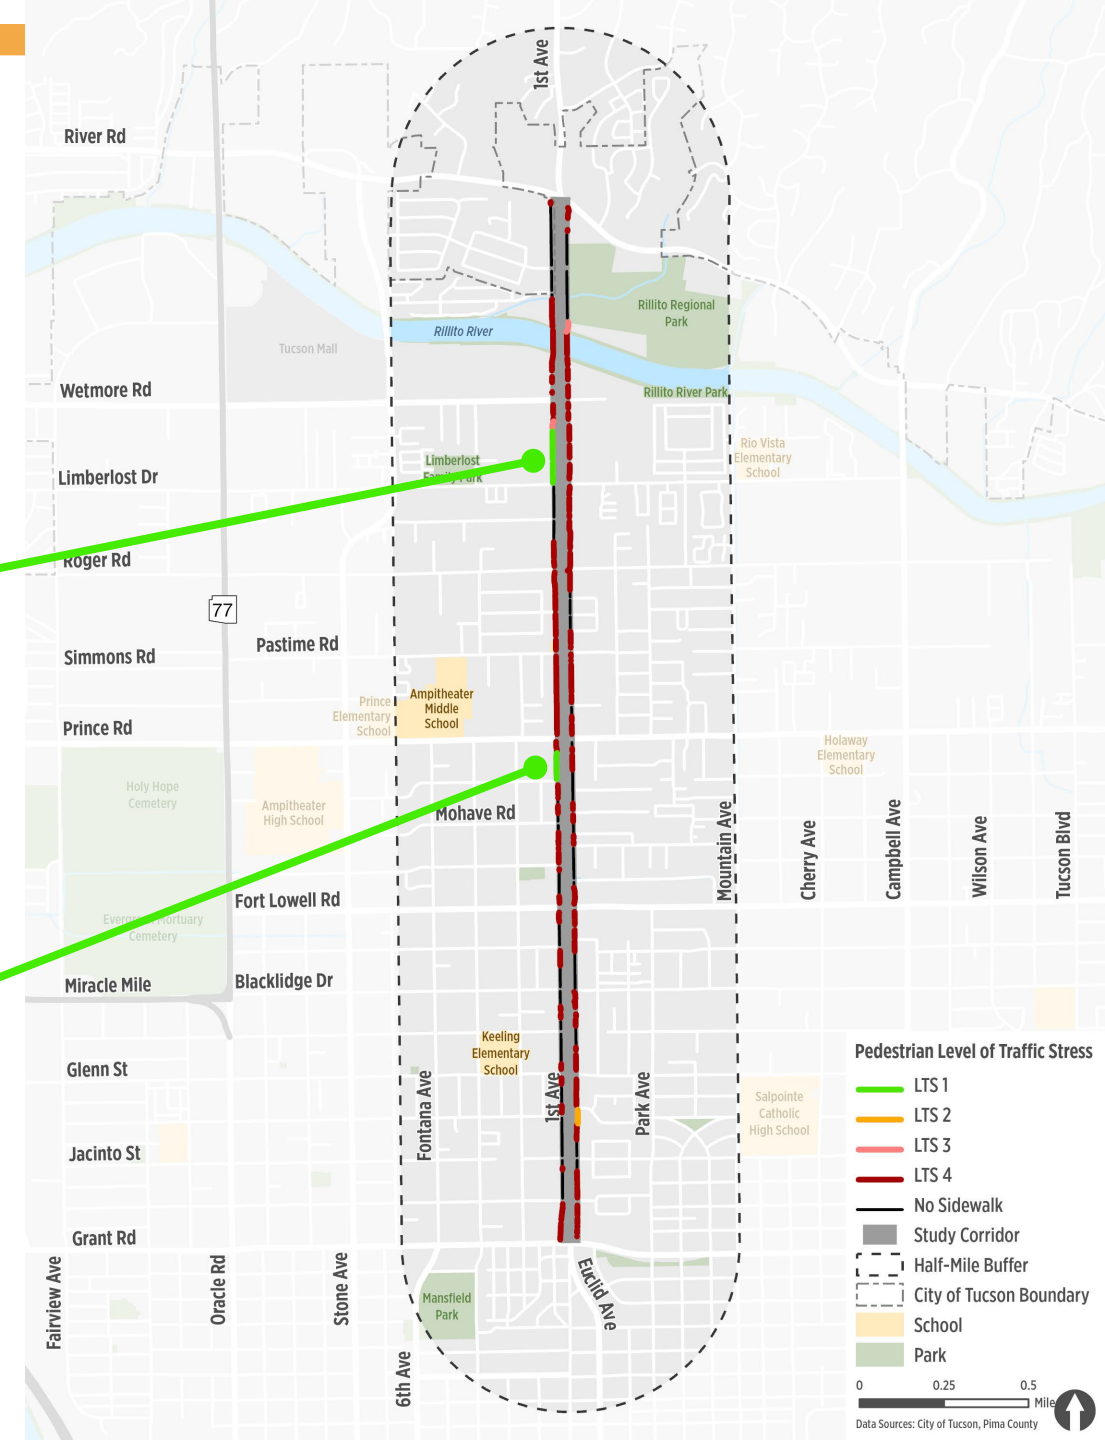 1st Ave
River Rd
Rillito Regional
Park
Rillito River
Tucson Mall
Wetmore Rd
Rillito River Park
Rio Vista
Elementary
School
Limberlost
Family Park
Limberlost Dr
Roger Rd
77
Pastime Rd
Simmons Rd
Ampitheater
Middle
School
Prince
Elementary
School
Prince Rd
Holaway
Elementary
School
Holy Hope
Cemetery
Ampitheater
High School
Mohave Rd
Mountain Ave
Cherry Ave
Campbell Ave
Wilson Ave
Tucson Blvd
Fort Lowell Rd
Evergreen Mortuary
Cemetery
Miracle Mile
Blacklidge Dr
Keeling
Elementary
School
Glenn St
Fontana Ave
1st Ave
Park Ave
Salpointe
Catholic
High School
Jacinto St
Grant Rd
Fairview Ave
Oracle Rd
Stone Ave
Euclid Ave
Mansfield
Park
6th Ave
Pedestrian Level of Traffic Stress
LTS 1
LTS 2
LTS 3
LTS 4
No Sidewalk
Study Corridor
Half-Mile Buffer
City of Tucson Boundary
School
Park
0 0.25 0.5
Mile
Data Sources: City of Tucson, Pima County